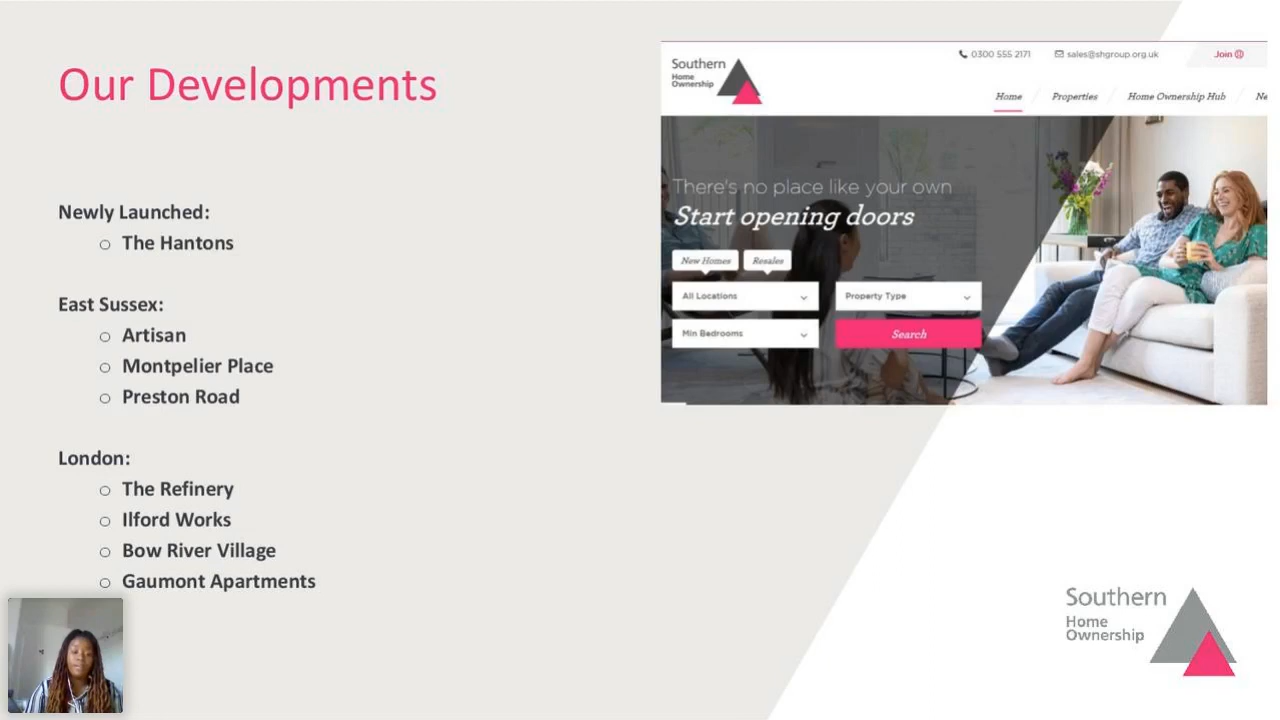 Our Developments
Newly Launched:
The Hantons
East Sussex:
Artisan
Montpelier Place
Preston Road
London:
The Refinery
Ilford Works
Bow River Village
Gaumont Apartments
Southern
Home
Ownership
0300 555 2171
sales@shgroup.org.uk
Join
Home
Properties
Home Ownership Hub
Ne
There's no place like your own
Start opening doors
New Homes
Resales
All Locations
Property Type
Min Bedrooms
Search
Southern
Home
Ownership